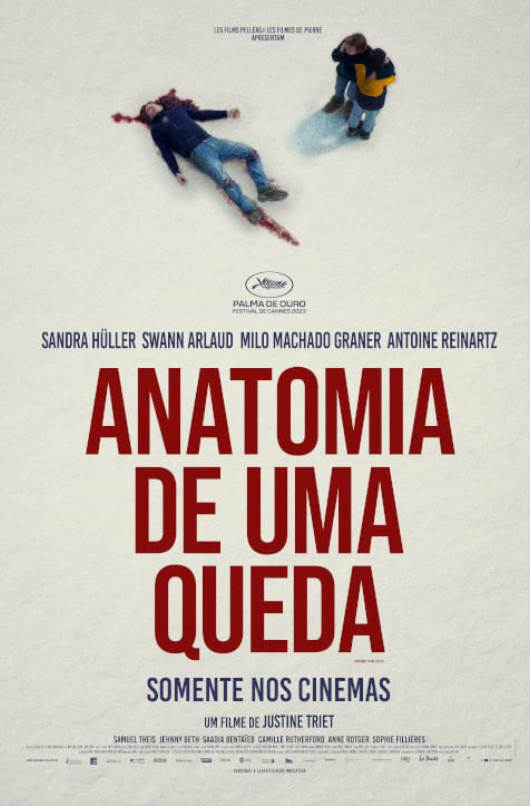 LES FILMS PELLÉAS E LES FILMES DE PIERRE
APRESENTAM
PALMA DE OURO
FESTIVAL DE CANNES 2023
SANDRA HÜLLER SWANN ARLAUD MILO MACHADO GRANER ANTOINE REINARTZ
ANATOMIA
DE UMA
QUEDA
SOMENTE NOS CINEMAS
UM FILME DE JUSTINE TRIET
SAMUEL THEIS JEHNNY BETH SAADIA BENTAÏEB CAMILLE RUTHERFORD ANNE ROTGER SOPHIE FILLIÈRES